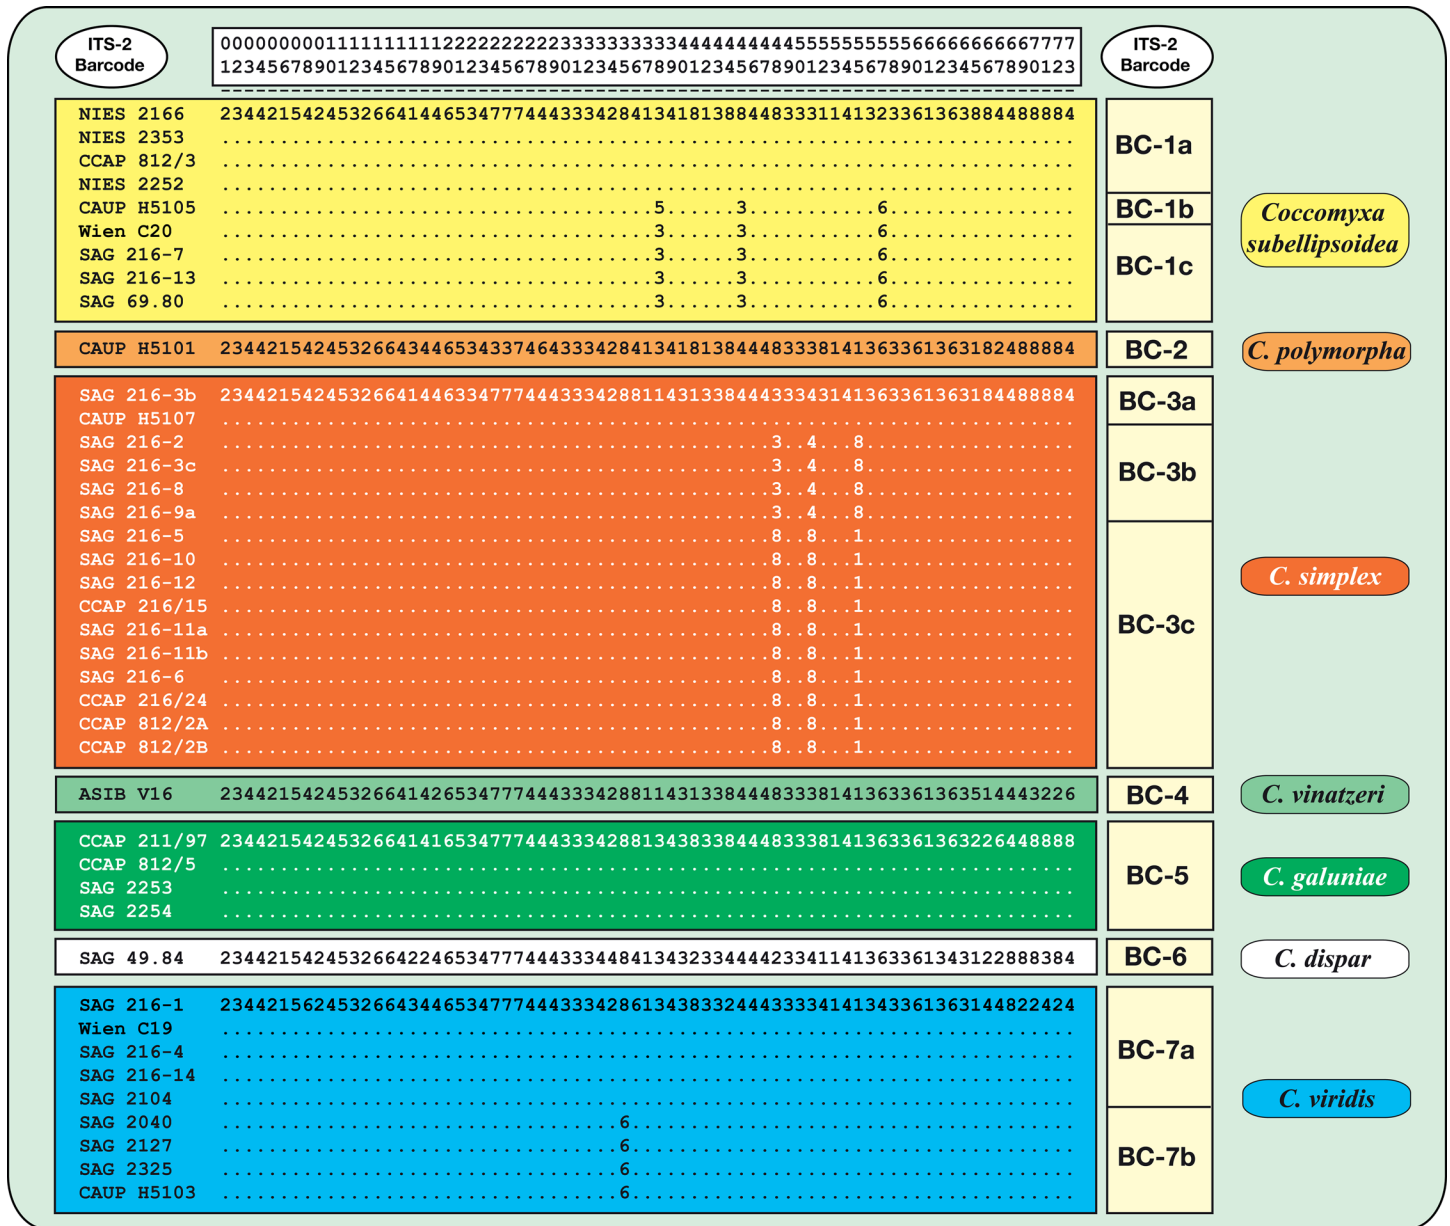 ITS-2
Barcode
0000000001111111111222222222233333333334444444444555555555566666666667777
1234567890123456789012345678901234567890123456789012345678901234567890123
ITS-2
Barcode
NIES 2166 2344215424532664144653477744433342841341813884483331141323361363884488884
NIES 2353 .........................................................................
CCAP 812/3 .........................................................................
NIES 2252 .........................................................................
CAUP H5105 .....................................5......3...........6................
Wien C20 .....................................3......3...........6................
SAG 216-7 .....................................3......3...........6................
SAG 216-13 .....................................3......3...........6................
SAG 69.80 .....................................3......3...........6................
BC-1a
BC-1b
BC-1c
Coccomyxa
subellipsoidea
CAUP H5101 2344215424532664344653433746433342841341813844483338141363361363182488884
BC-2
C. polymorpha
SAG 216-3b 2344215424532664144633477744433342881143133844433343141363361363184488884
CAUP H5107 .........................................................................
SAG 216-2 ...............................................3..4...8..................
SAG 216-3c ...............................................3..4...8..................
SAG 216-8 ...............................................3..4...8..................
SAG 216-9a ...............................................3..4...8..................
SAG 216-5 ...............................................8..8...1..................
SAG 216-10 ...............................................8..8...1..................
SAG 216-12 ...............................................8..8...1..................
CCAP 216/15 ...............................................8..8...1..................
SAG 216-11a ...............................................8..8...1..................
SAG 216-11b ...............................................8..8...1..................
SAG 216-6 ...............................................8..8...1..................
CCAP 216/24 ...............................................8..8...1..................
CCAP 812/2A ...............................................8..8...1..................
CCAP 812/2B ...............................................8..8...1..................
BC-3a
BC-3b
BC-3c
C. simplex
ASIB V16 2344215424532664142653477744433342881143133844483338141363361363514443226
BC-4
C. vinatzeri
CCAP 211/97 2344215424532664141653477744433342881343833844483338141363361363226448888
CCAP 812/5 .........................................................................
SAG 2253 .........................................................................
SAG 2254 .........................................................................
BC-5
C. galuniae
SAG 49.84 2344215424532664224653477744433344841343233444423341141363361343122888384
BC-6
C. dispar
SAG 216-1 2344215624532664344653477744433342861343833244433334141343361363144822424
Wien C19 .........................................................................
SAG 216-4 .........................................................................
SAG 216-14 .........................................................................
SAG 2104 .........................................................................
SAG 2040 ..................................6......................................
SAG 2127 ..................................6......................................
SAG 2325 ..................................6......................................
CAUP H5103 ..................................6......................................
BC-7a
BC-7b
C. viridis